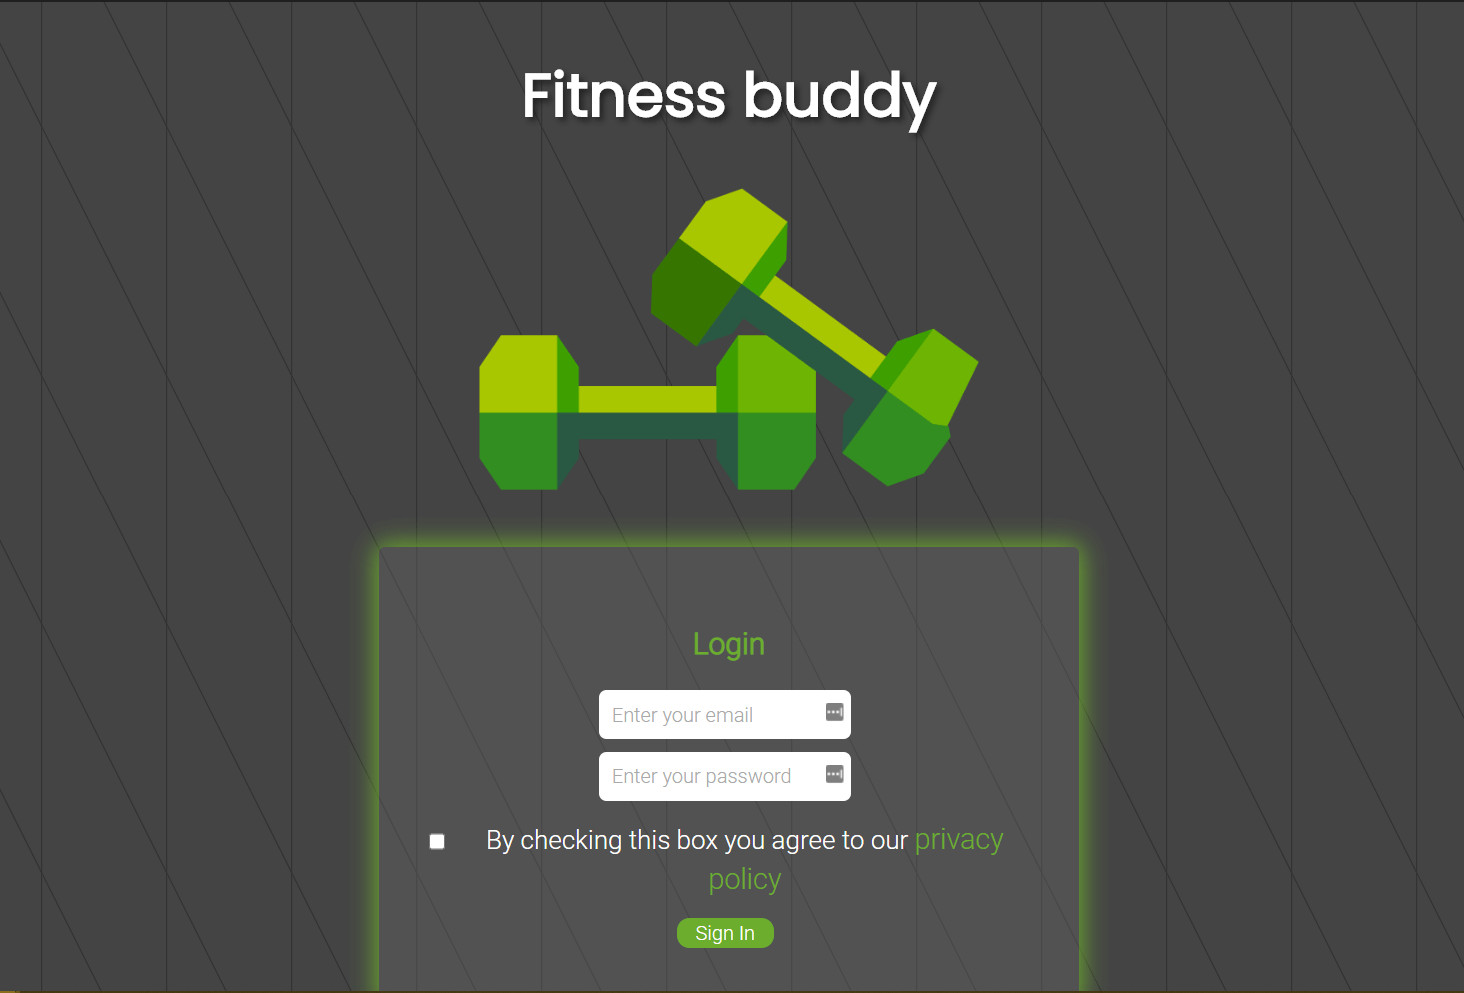 Fitness buddy
Login
Enter your email
Enter your password
By checking this box you agree to our privacy
policy
Sign In